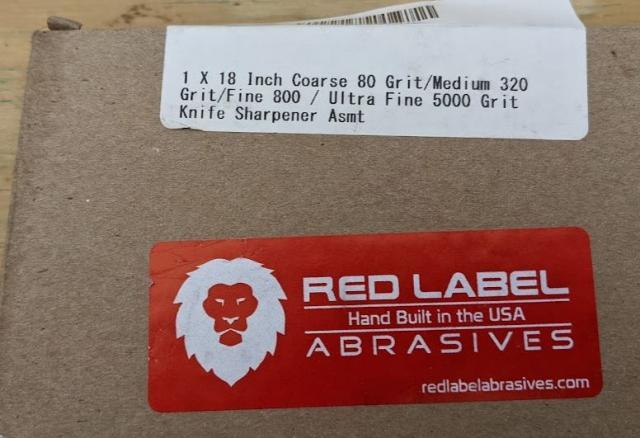 1 X 18 Inch Coarse 80 Grit/Medium 320
Grit/Fine 800 / Ultra Fine 5000 Grit
Knife Sharpener Asmt
RED LABEL
Hand Built in the USA
ABRASIVES
redlabelabrasives.com